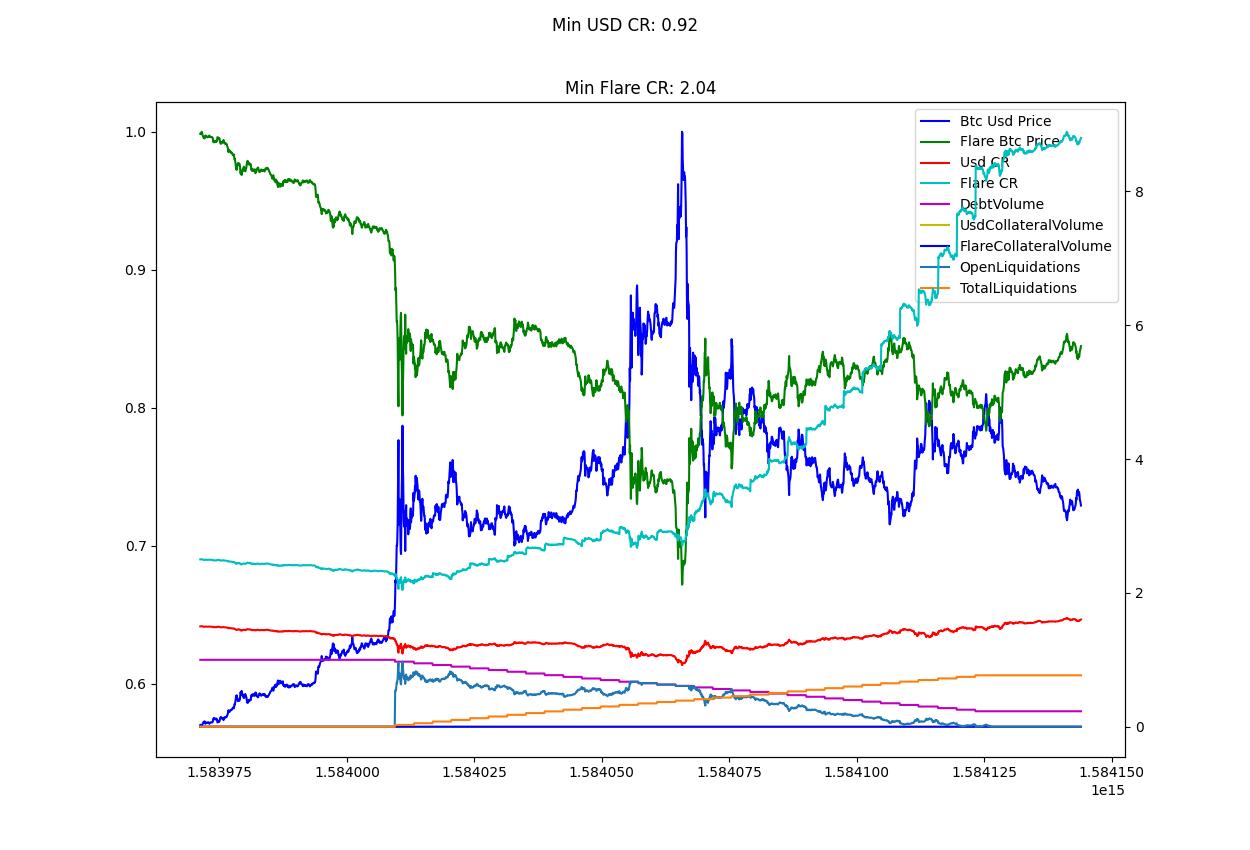 Min USD CR: 0.92
Min Flare CR: 2.04
1.0
0.9
0.8
0.7
0.6
Btc Usd Price
Flare Btc Price
Usd CR
Flare CR
DebtVolume
UsdCollateralVolume
FlareCollateralVolume
OpenLiquidations
TotalLiquidations
8
6
4
2
0
1.583975 1.584000 1.584025 1.584050 1.584075 1.584100 1.584125 1.584150
1e15